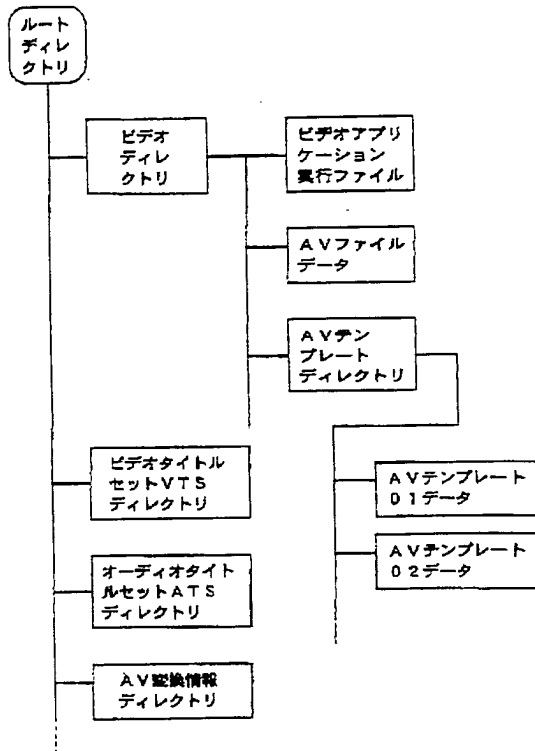 ルート
ディレ
クトリ
ビデオ
ディレ
クトリ
ビデオアプリ
ケーション
実行ファイル
ＡＶファイル
データ
ＡＶテン
プレート
ディレクトリ
ビデオタイトル
セットＶＴＳ
ディレクトリ
ＡＶテンプレート
０１データ
ＡＶテンプレート
０２データ
オーディオタイト
ルセットＡＴＳ
ディレクトリ
ＡＶ変換情報
ディレクトリ